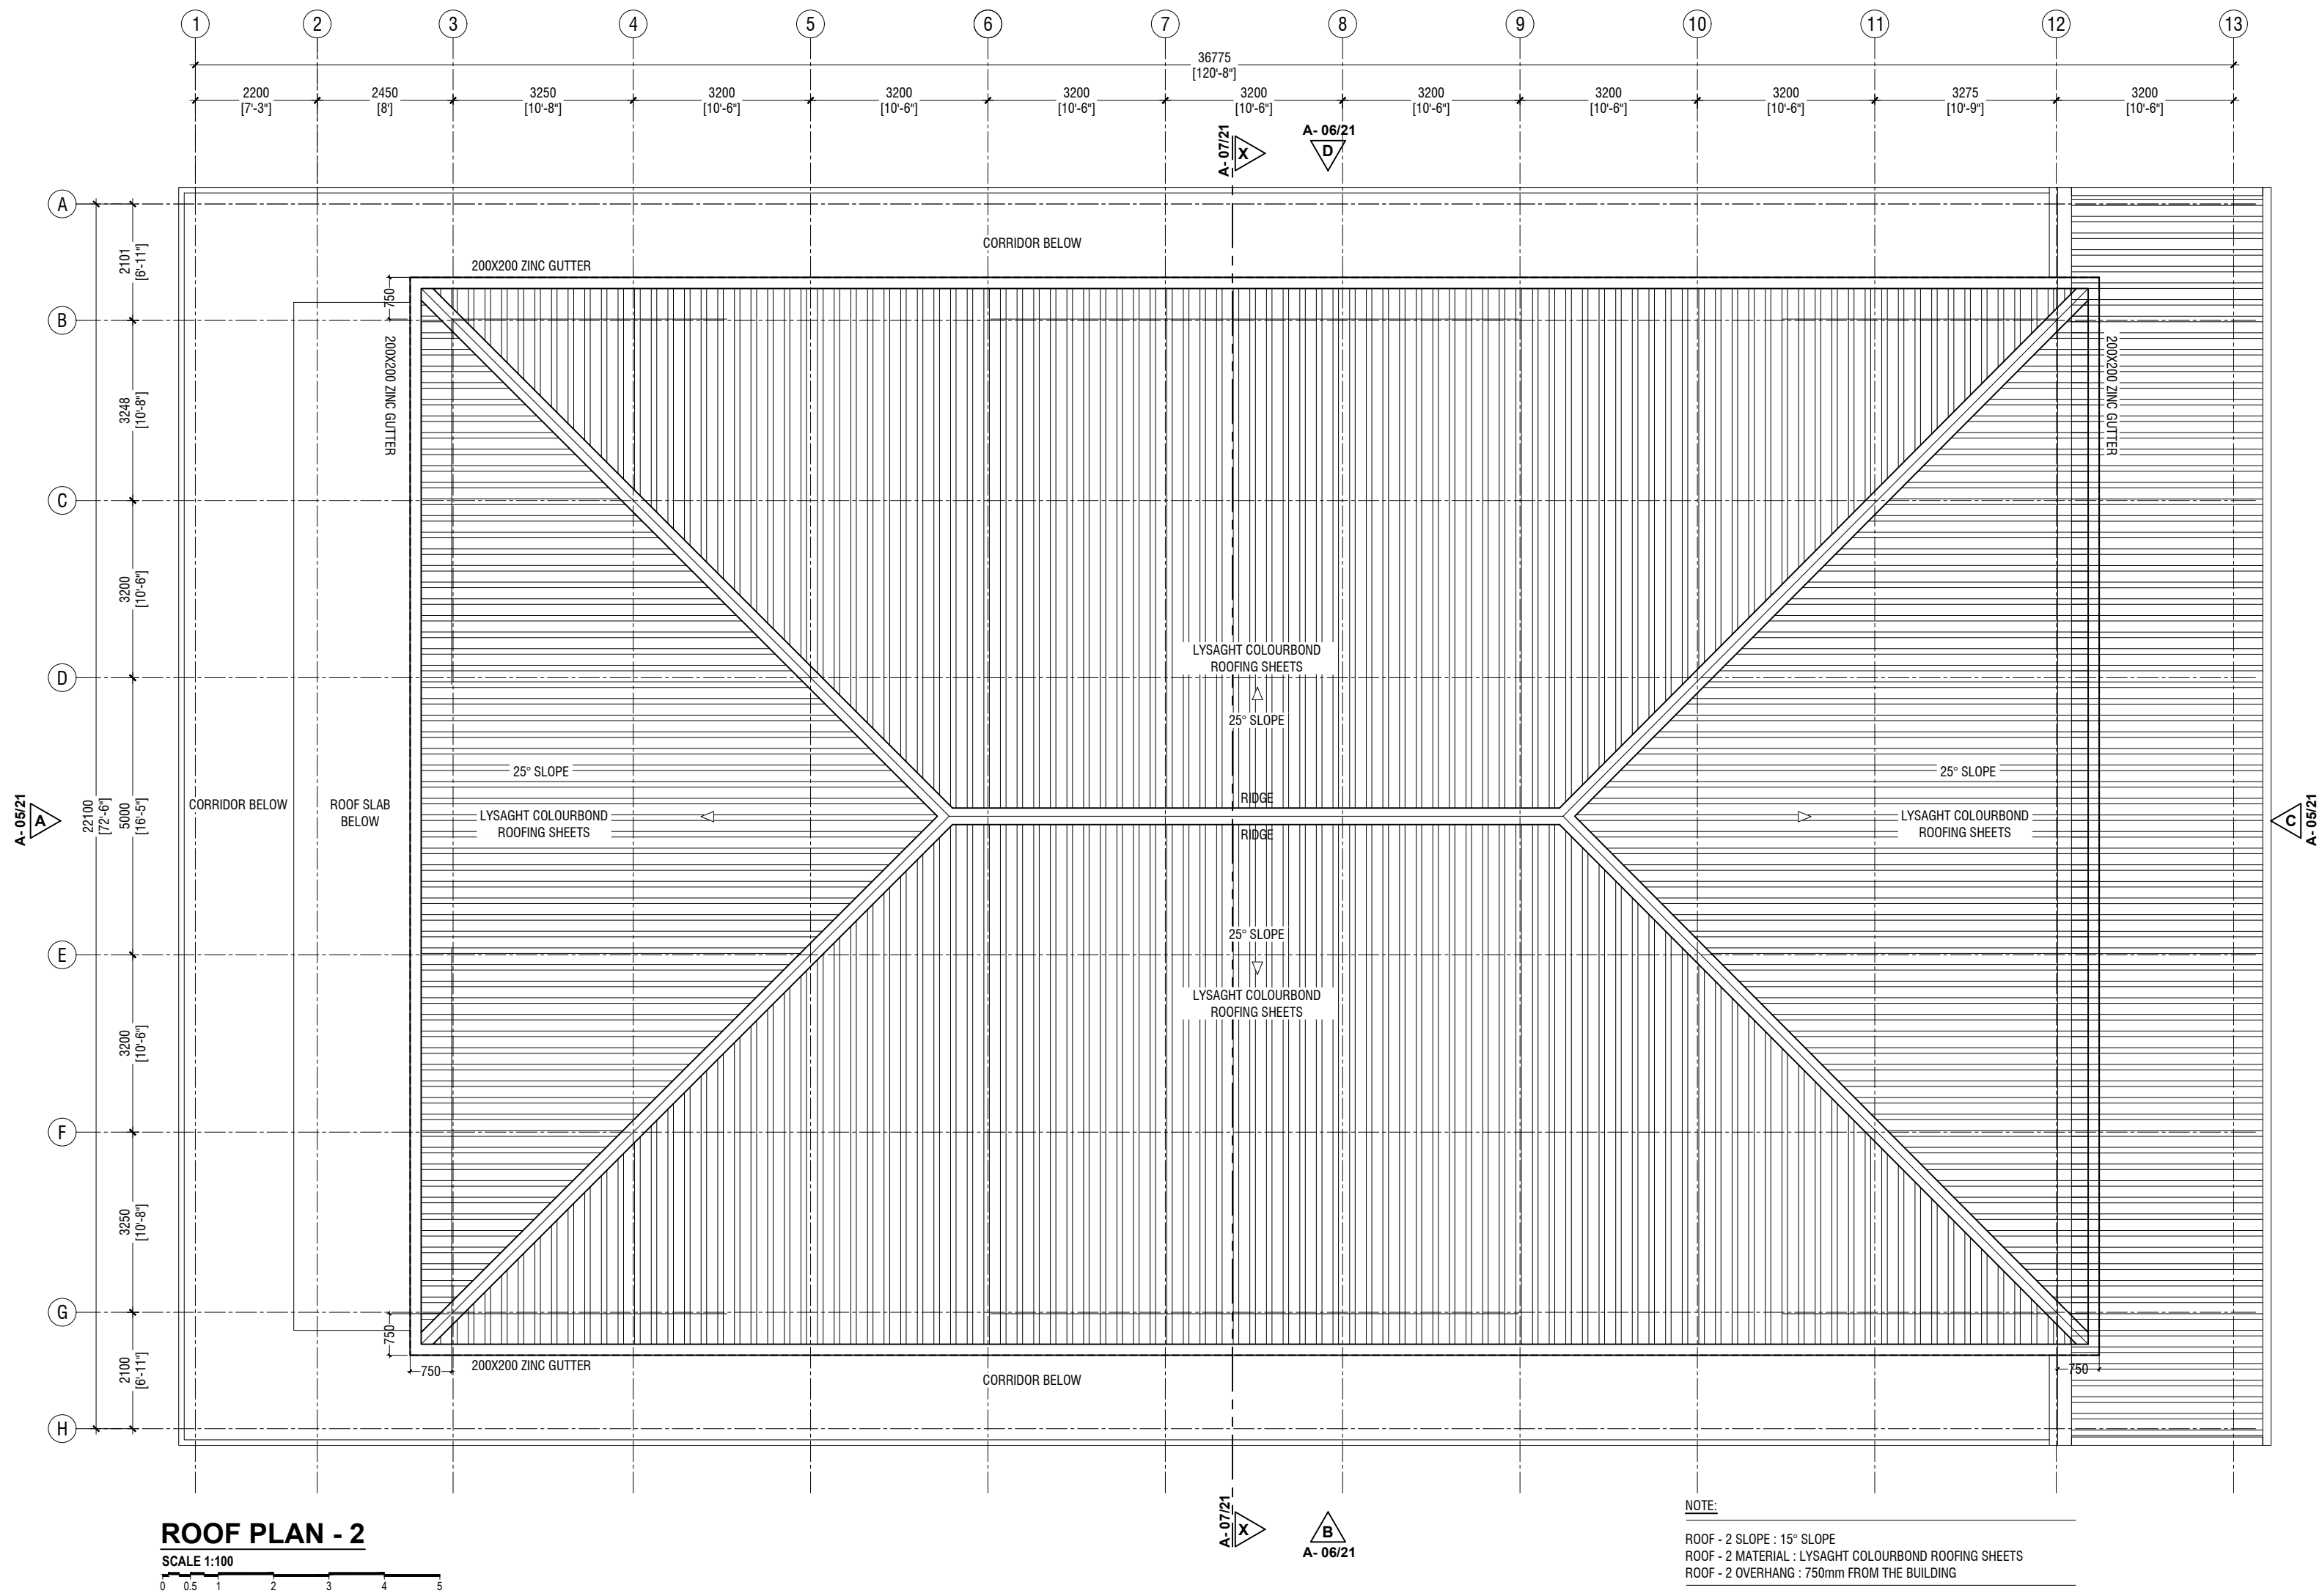 1
2
3
4
5
6
7
8
9
10
11
12
13
36775
[120'-8"]
2200
[7'-3"]
2450
[8']
3250
[10'-8"]
3200
[10'-6"]
3200
[10'-6"]
3200
[10'-6"]
3200
[10'-6"]
3200
[10'-6"]
3200
[10'-6"]
3200
[10'-6"]
3275
[10'-9"]
3200
[10'-6"]
A- 07/21
X
A- 06/21
D
A
B
C
D
E
F
G
H
22100
[72'-6"]
2101
[6'-11"]
3248
[10'-8"]
3200
[10'-6"]
5000
[16'-5"]
3200
[10'-6"]
3250
[10'-8"]
2100
[6'-11"]
CORRIDOR BELOW
200X200 ZINC GUTTER
750
200X200 ZINC GUTTER
200X200 ZINC GUTTER
LYSAGHT COLOURBOND
ROOFING SHEETS
25° SLOPE
A- 05/21
A
CORRIDOR BELOW
ROOF SLAB
BELOW
25° SLOPE
LYSAGHT COLOURBOND
ROOFING SHEETS
RIDGE
RIDGE
25° SLOPE
LYSAGHT COLOURBOND
ROOFING SHEETS
C
A- 05/21
25° SLOPE
LYSAGHT COLOURBOND
ROOFING SHEETS
750
750
200X200 ZINC GUTTER
750
CORRIDOR BELOW
A- 07/21
X
B
A- 06/21
ROOF PLAN - 2
SCALE 1:100
0 0.5 1 2 3 4 5
NOTE:
ROOF - 2 SLOPE : 15° SLOPE
ROOF - 2 MATERIAL : LYSAGHT COLOURBOND ROOFING SHEETS
ROOF - 2 OVERHANG : 750mm FROM THE BUILDING